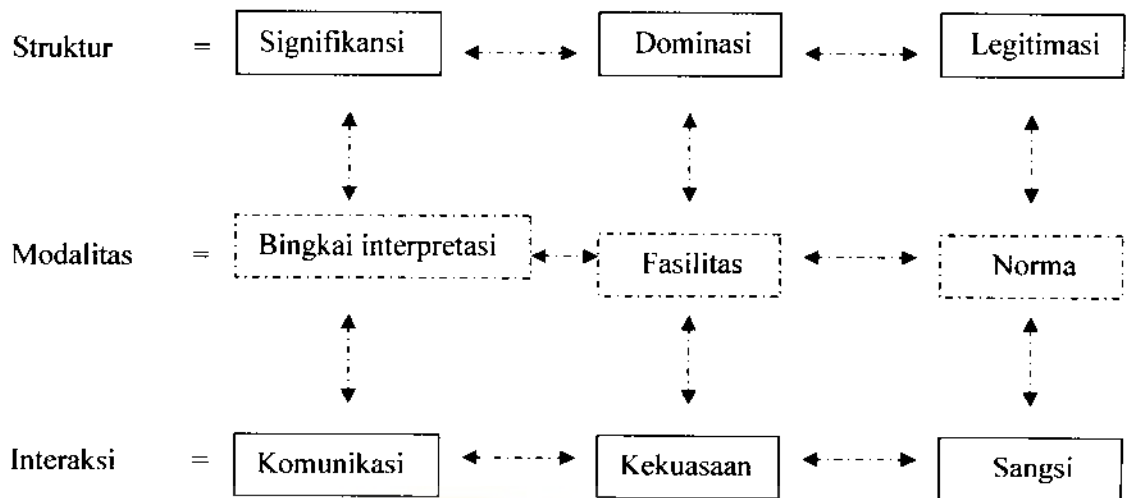 Struktur = Signifikansi Dominasi Legitimasi
Modalitas = Bingkai interpretasi Fasilitas Norma
Interaksi = Komunikasi Kekuasaan Sangsi